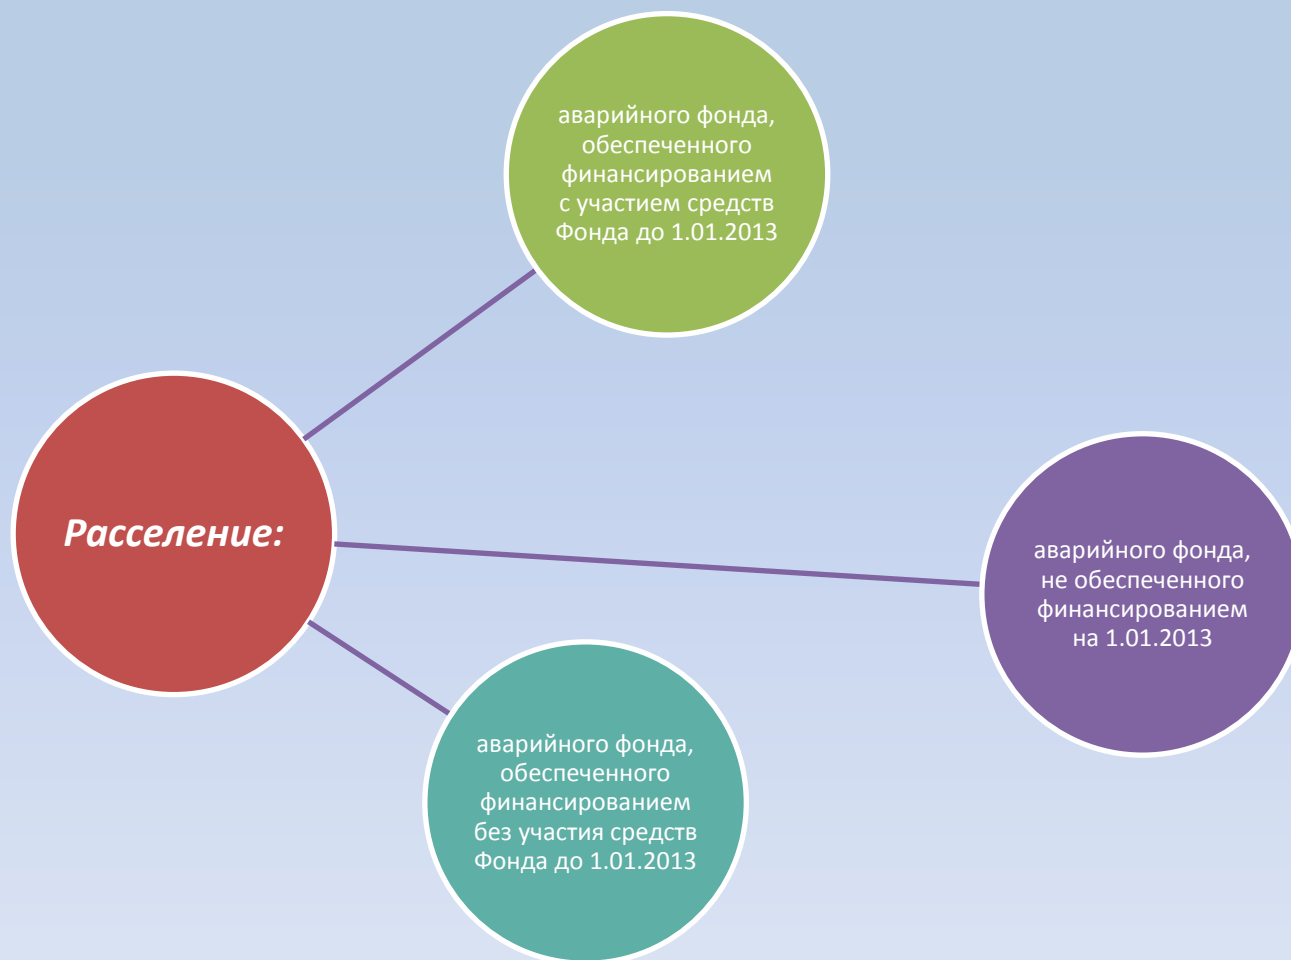 аварийного фонда,
обеспеченного
финансированием
с участием средств
Фонда до 1.01.2013
Расселение:
аварийного фонда,
не обеспеченного
финансированием
на 1.01.2013
аварийного фонда,
обеспеченного
финансированием
без участия средств
Фонда до 1.01.2013